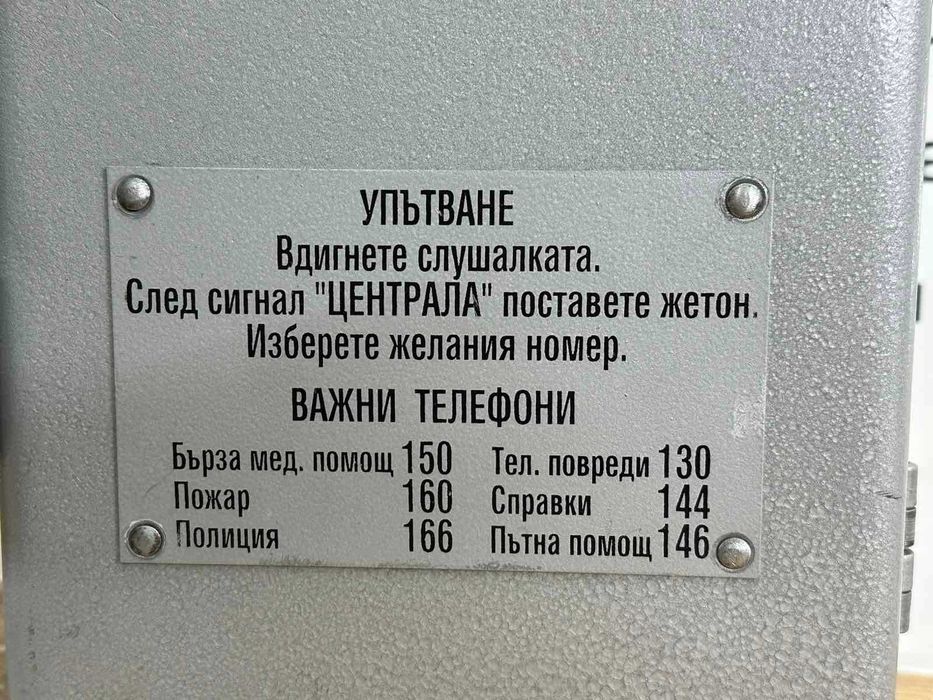 УПЪТВАНЕ
Вдигнете слушалката.
След сигнал "ЦЕНТРАЛА" поставете жетон.
Изберете желания номер.
ВАЖНИ ТЕЛЕФОНИ
Бърза мед. помощ 150 Тел. повреди 130
Пожар 160 Справки 144
Полиция 166 Пътна помощ 146